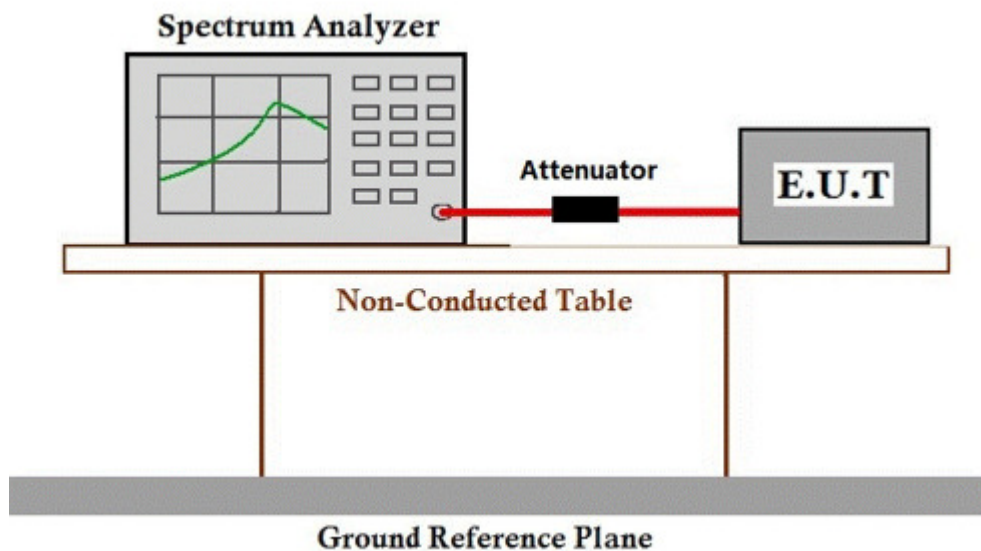 Spectrum Analyzer
Attenuator
E.U.T
Non-Conducted Table
Ground Reference Plane